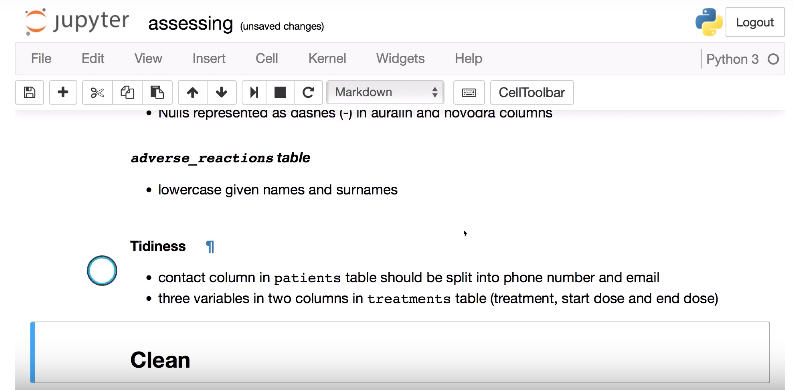 jupyter assessing (unsaved changes) Logout
File Edit View Insert Cell Kernel Widgets Help Python 3
Markdown CellToolbar
• Nulls represented as dashes (-) in auralin and novodra columns
adverse_reactions table
• lowercase given names and surnames
Tidiness ¶
• contact column in patients table should be split into phone number and email
• three variables in two columns in treatments table (treatment, start dose and end dose)
Clean